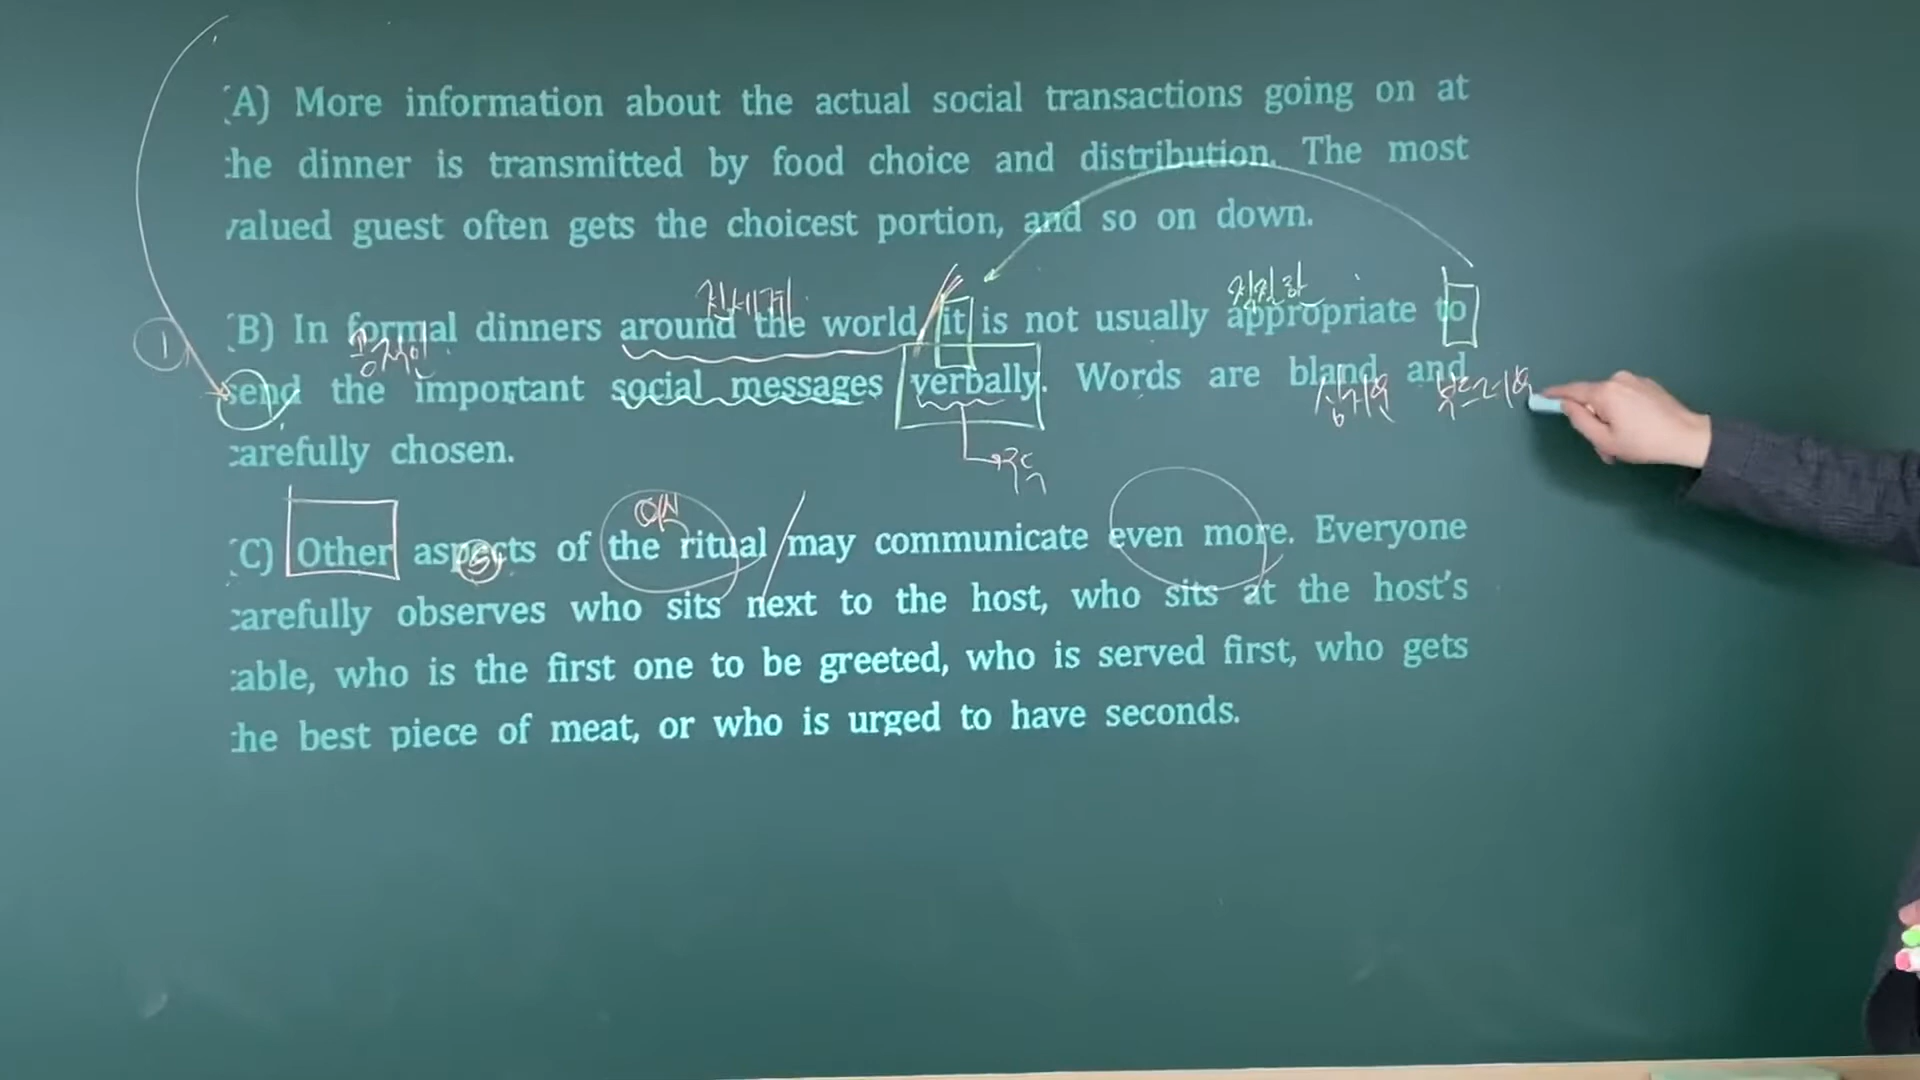 (A) More information about the actual social transactions going on at
the dinner is transmitted by food choice and distribution. The most
valued guest often gets the choicest portion, and so on down.
전세계 적절한
(B) In formal dinners around the world, it is not usually appropriate to
공적인
① send the important social messages verbally. Words are bland and
carefully chosen.
의식
(C) Other aspects of the ritual may communicate even more. Everyone
carefully observes who sits next to the host, who sits at the host's
table, who is the first one to be greeted, who is served first, who gets
the best piece of meat, or who is urged to have seconds.